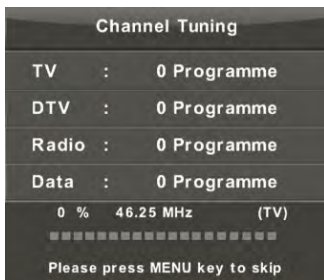 Channel Tuning
TV : 0 Programme
DTV : 0 Programme
Radio : 0 Programme
Data : 0 Programme
0 % 46.25 MHz (TV)
Please press MENU key to skip